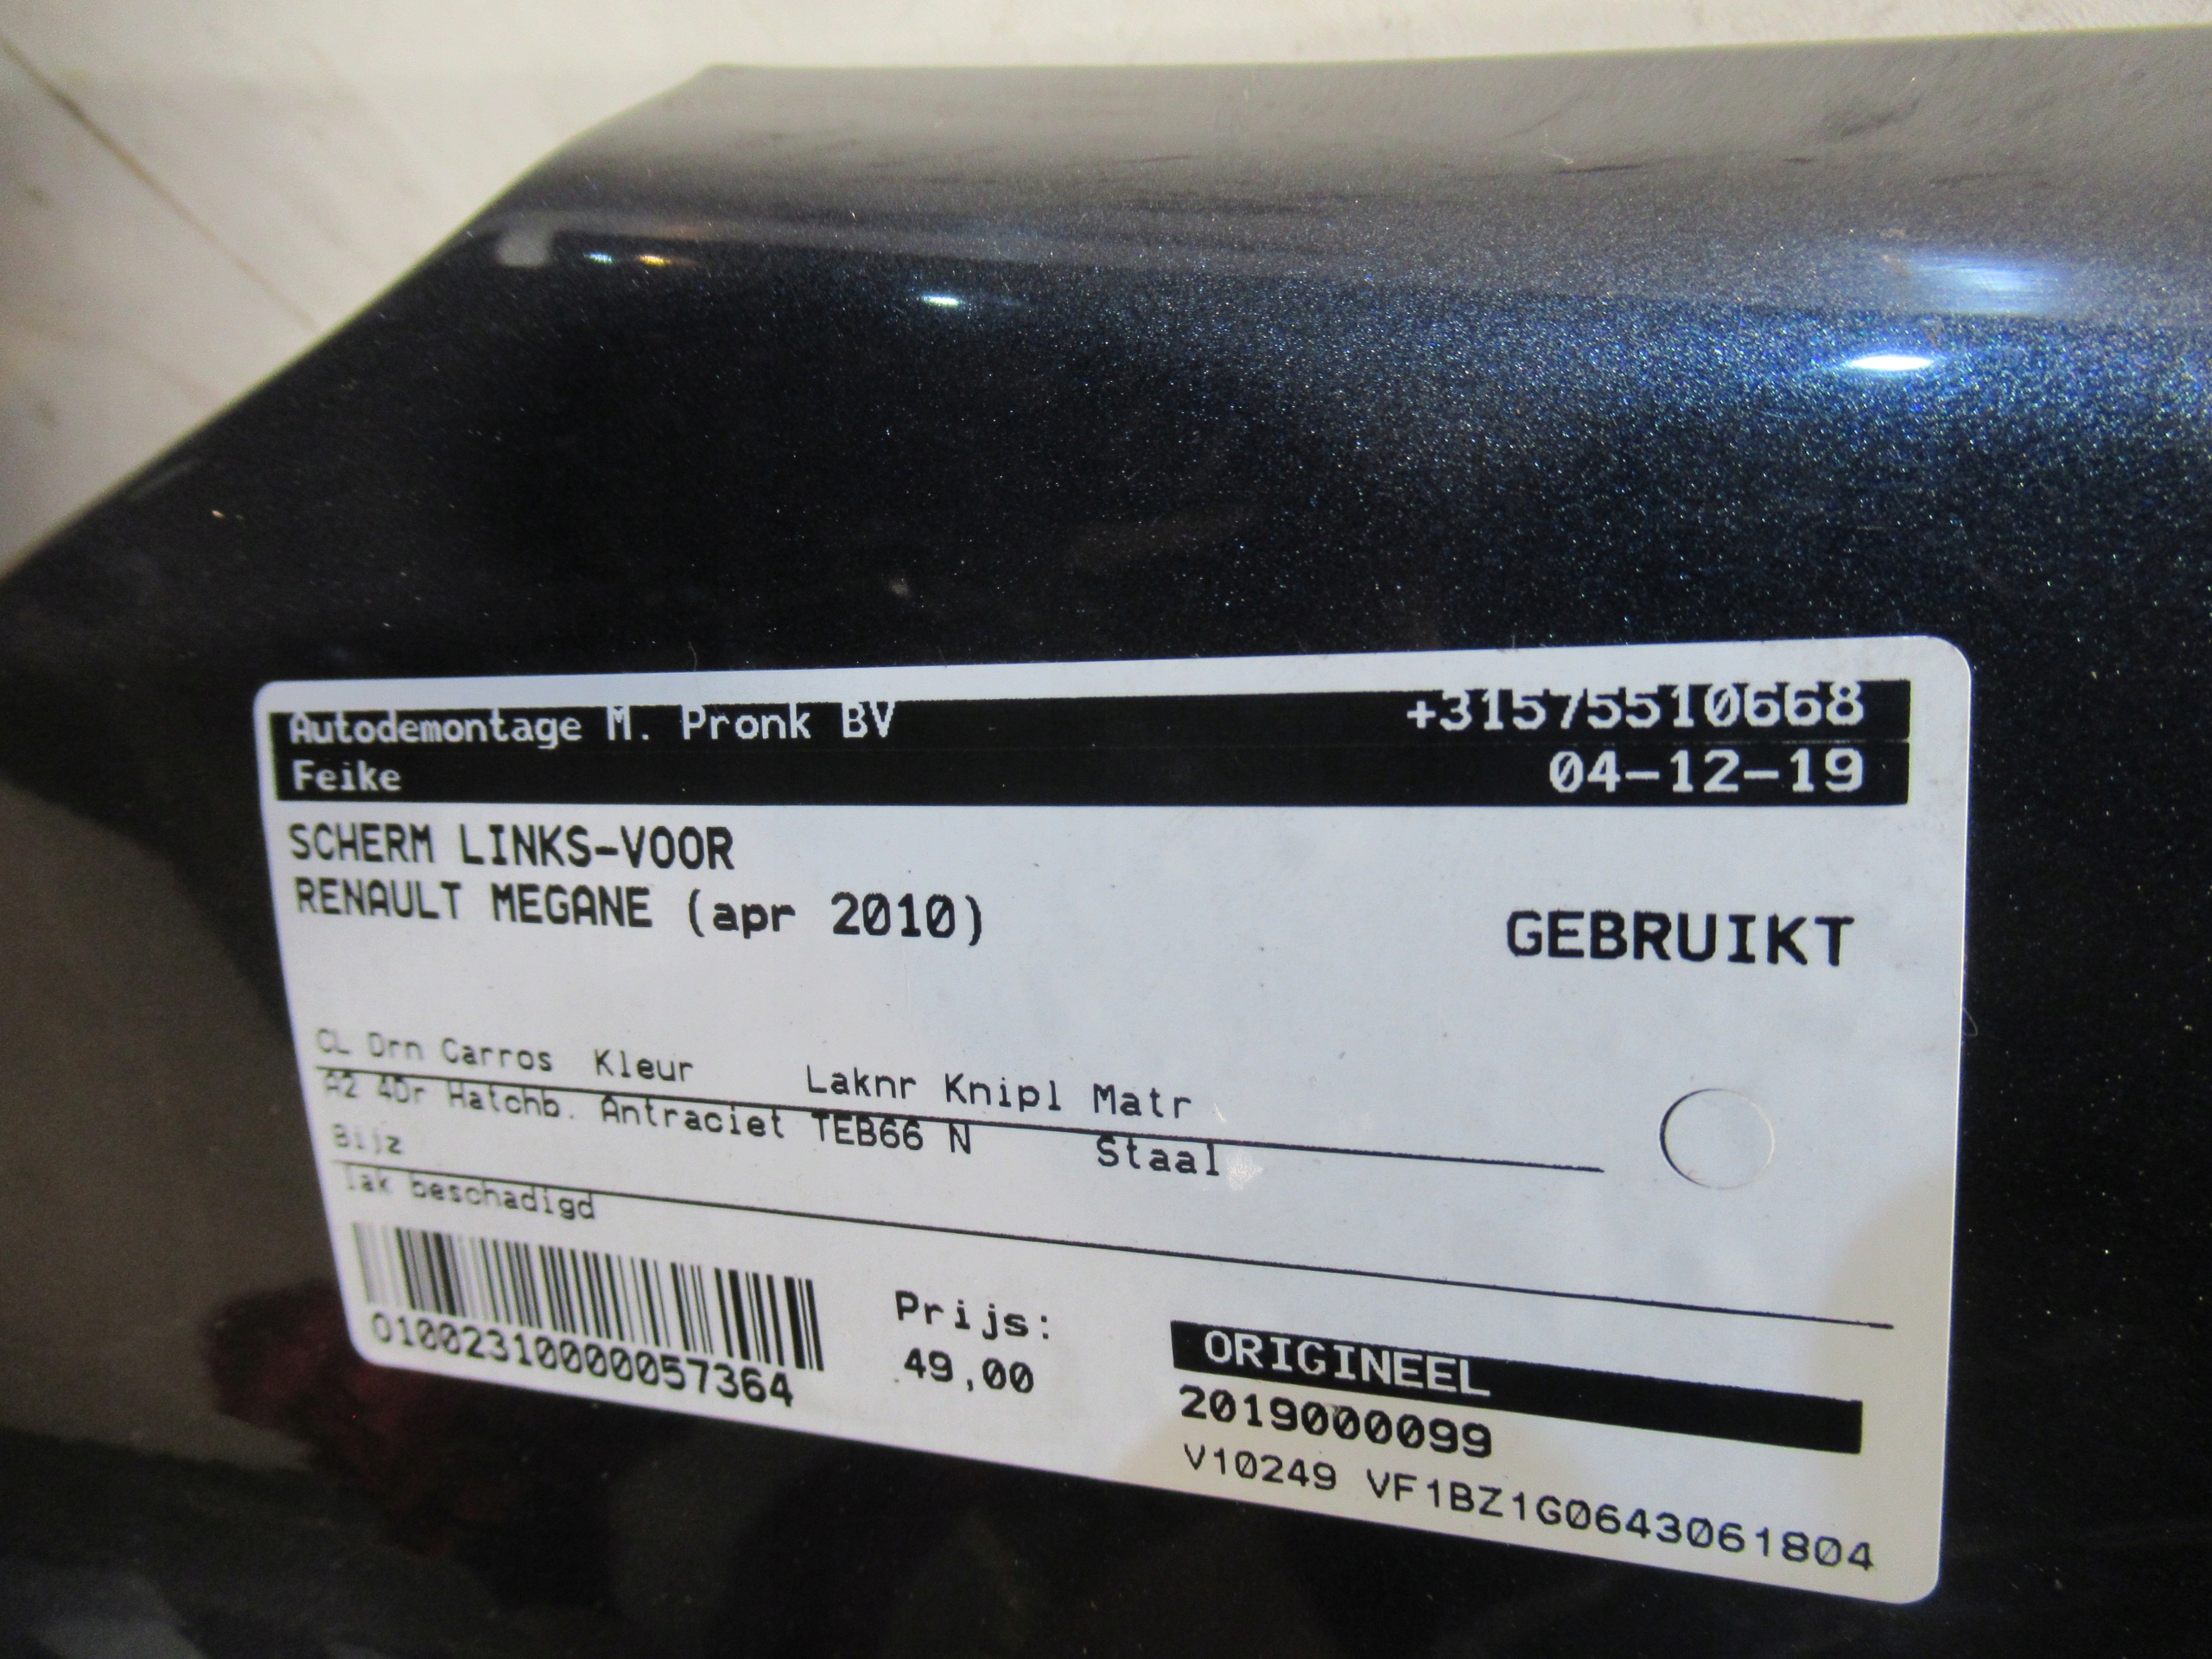 Autodemontage M. Pronk BV +31575510668
Feike 04-12-19
SCHERM LINKS-VOOR
RENAULT MEGANE (apr 2010)
GEBRUIKT
CL Drn Carros Kleur Laknr Knipl Matr
A2 4Dr Hatchb. Antraciet TEB66 N Staal
Bijz
lak beschadigd
0100231000057364
Prijs:
49,00
ORIGINEEL
2019000099
V10249 VF1BZ1G0643061804